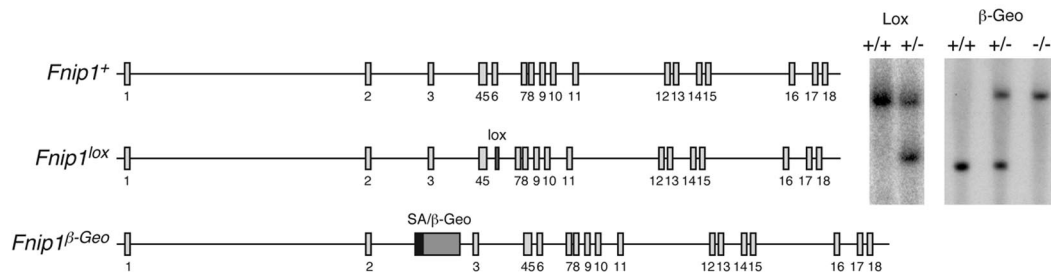 Lox β-Geo
+/+ +/- +/+ +/- -/-
Fnip1+
1 2 3 45 6 78 9 10 11 12 13 14 15 16 17 18
lox
Fnip1lox
1 2 3 45 78 9 10 11 12 13 14 15 16 17 18
SA/β-Geo
Fnip1β-Geo
1 2 3 45 6 78 9 10 11 12 13 14 15 16 17 18